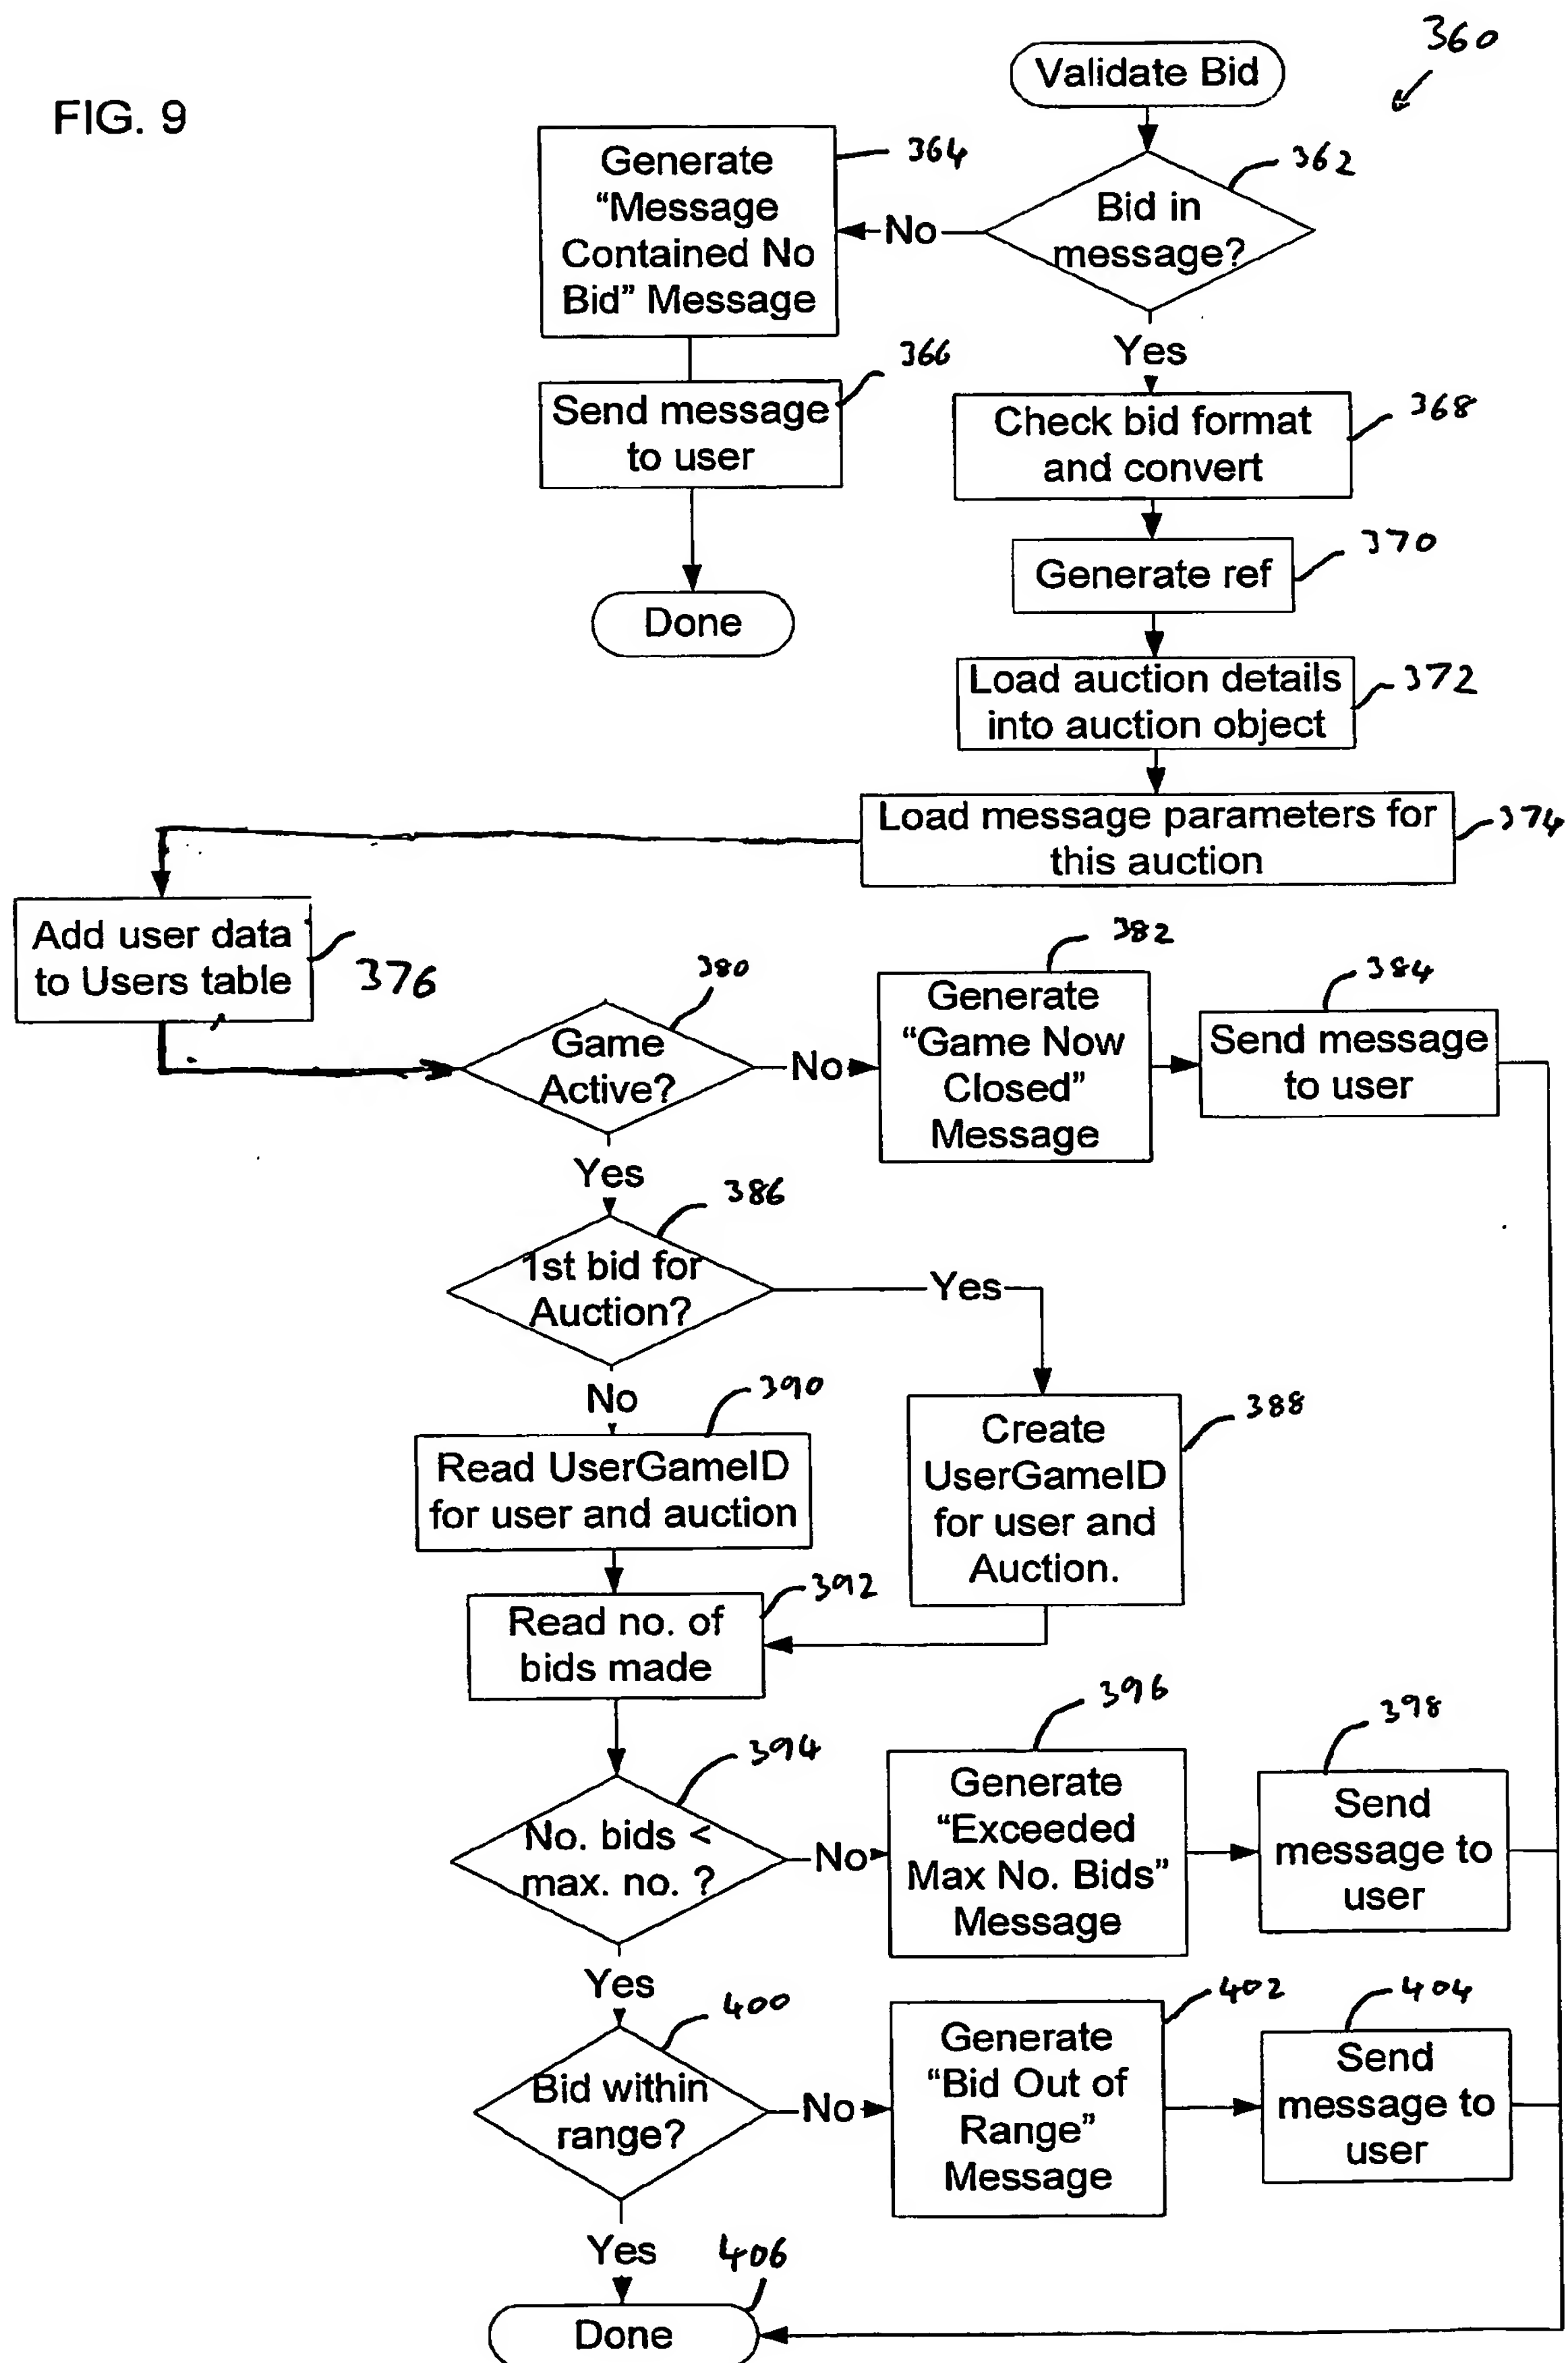 FIG. 9
360
Validate Bid
362
Bid in
message?
No
364
Generate
“Message
Contained No
Bid” Message
366
Send message
to user
Done
Yes
368
Check bid format
and convert
370
Generate ref
372
Load auction details
into auction object
374
Load message parameters for
this auction
376
Add user data
to Users table
380
Game
Active?
No
382
Generate
“Game Now
Closed”
Message
384
Send message
to user
Yes
386
1st bid for
Auction?
Yes
388
Create
UserGameID
for user and
Auction.
No
390
Read UserGameID
for user and auction
392
Read no. of
bids made
394
No. bids <
max. no. ?
No
396
Generate
“Exceeded
Max No. Bids”
Message
398
Send
message to
user
Yes
400
Bid within
range?
No
402
Generate
“Bid Out of
Range”
Message
404
Send
message to
user
Yes
406
Done